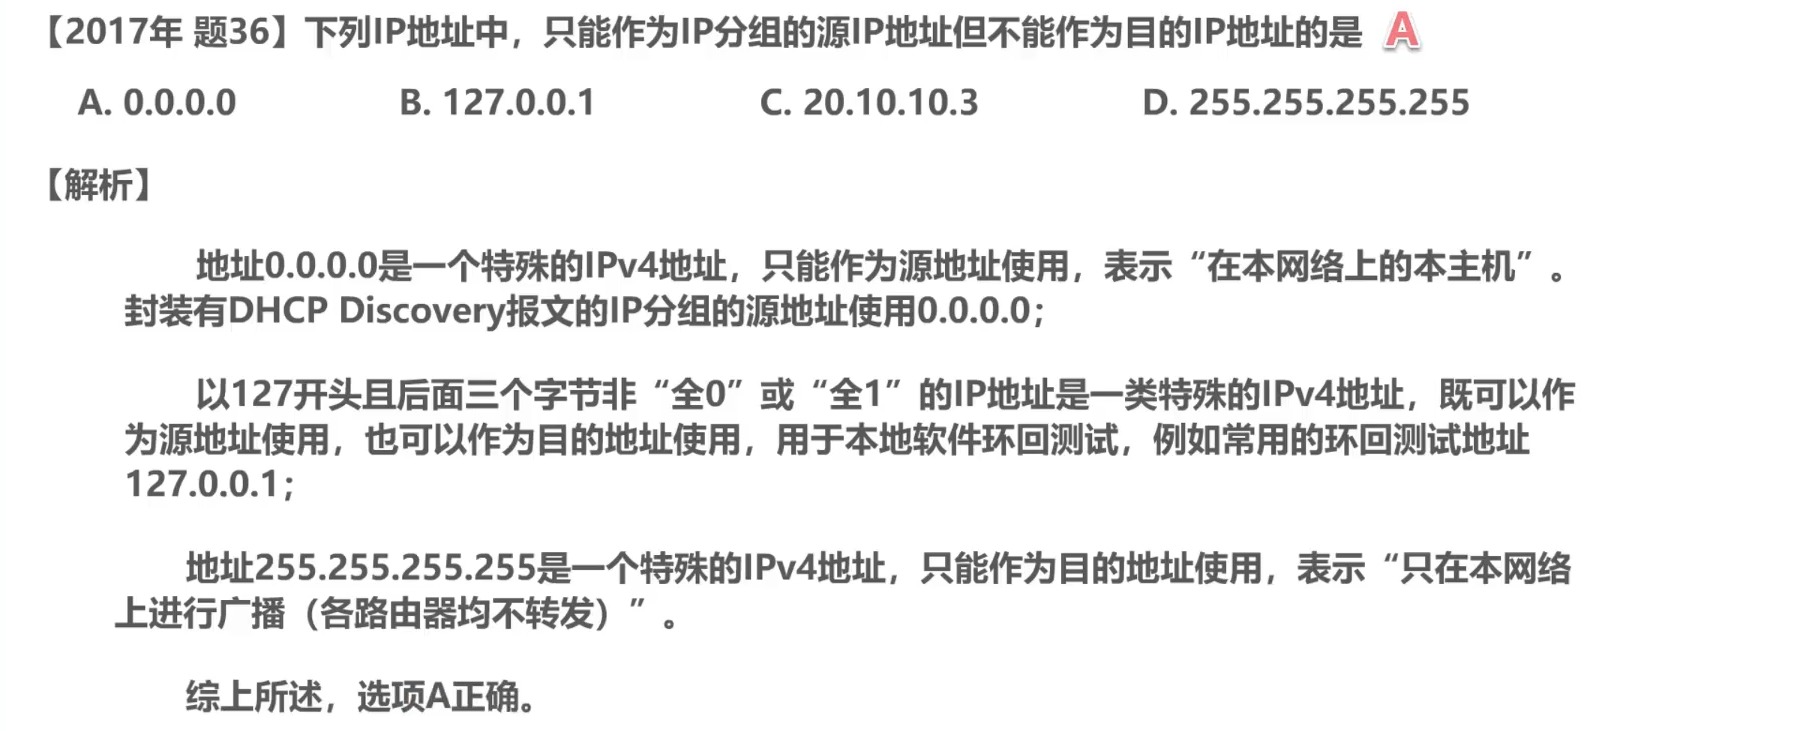 【2017年 题36】下列IP地址中，只能作为IP分组的源IP地址但不能作为目的IP地址的是 A
A. 0.0.0.0 B. 127.0.0.1 C. 20.10.10.3 D. 255.255.255.255
【解析】
地址0.0.0.0是一个特殊的IPv4地址，只能作为源地址使用，表示“在本网络上的本主机”。
封装有DHCP Discovery报文的IP分组的源地址使用0.0.0.0；
以127开头且后面三个字节非“全0”或“全1”的IP地址是一类特殊的IPv4地址，既可以作
为源地址使用，也可以作为目的地址使用，用于本地软件环回测试，例如常用的环回测试地址
127.0.0.1；
地址255.255.255.255是一个特殊的IPv4地址，只能作为目的地址使用，表示“只在本网络
上进行广播（各路由器均不转发）”。
综上所述，选项A正确。